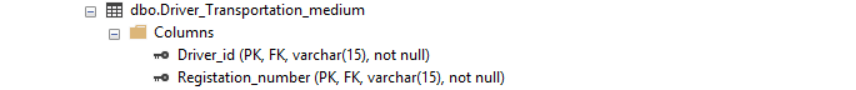 dbo.Driver_Transportation_medium
Columns
Driver_id (PK, FK, varchar(15), not null)
Registation_number (PK, FK, varchar(15), not null)